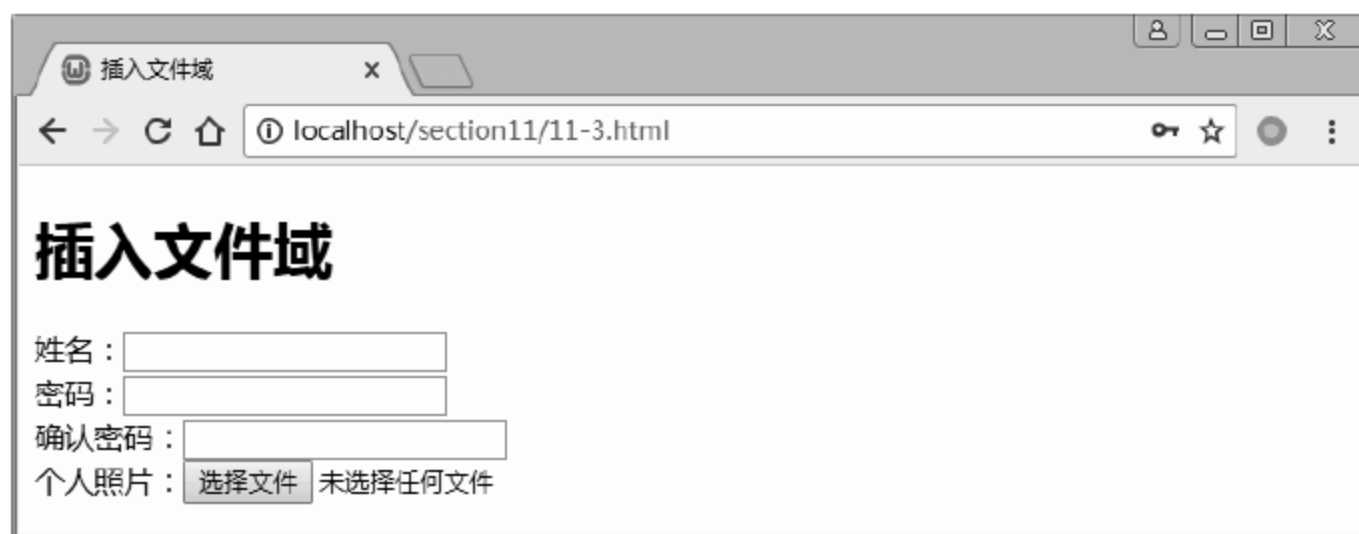 插入文件域
localhost/section11/11-3.html
插入文件域
姓名：
密码：
确认密码：
个人照片：选择文件 未选择任何文件